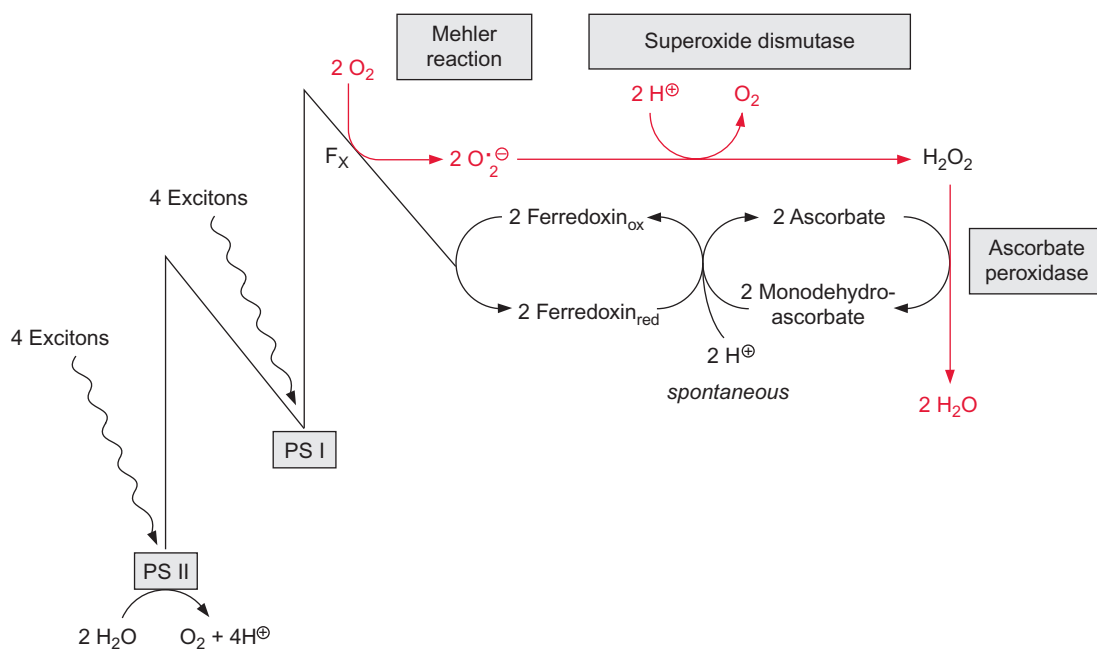 Mehler
reaction
Superoxide dismutase
2 O₂
2 H⊕
O₂
Fₓ
2 O₂•⊖
H₂O₂
4 Excitons
2 Ferredoxinₒₓ
2 Ascorbate
Ascorbate
peroxidase
2 Ferredoxin_red
2 Monodehydro-
ascorbate
4 Excitons
2 H⊕
spontaneous
2 H₂O
PS I
PS II
2 H₂O
O₂ + 4H⊕